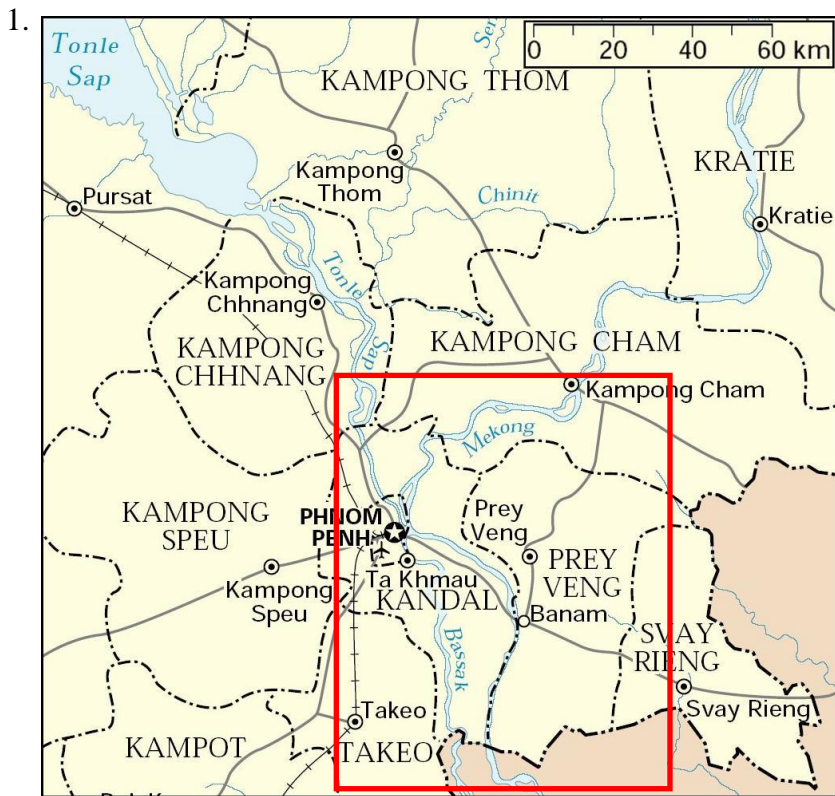 1.
Tonle
Sap
Sen
0 20 40 60 km
KAMPONG THOM
KRATIE
Kampong
Thom
Pursat
Chinit
Kratie
Kampong
Chhnang
Tonle
Sap
KAMPONG
CHHNANG
KAMPONG CHAM
Kampong Cham
Mekong
KAMPONG
SPEU
PHNOM
PENH
Prey
Veng
PREY
VENG
Kampong
Speu
Ta Khmau
KANDAL
Banam
Bassak
SVAY
RIENG
Svay Rieng
Takeo
KAMPOT
TAKEO